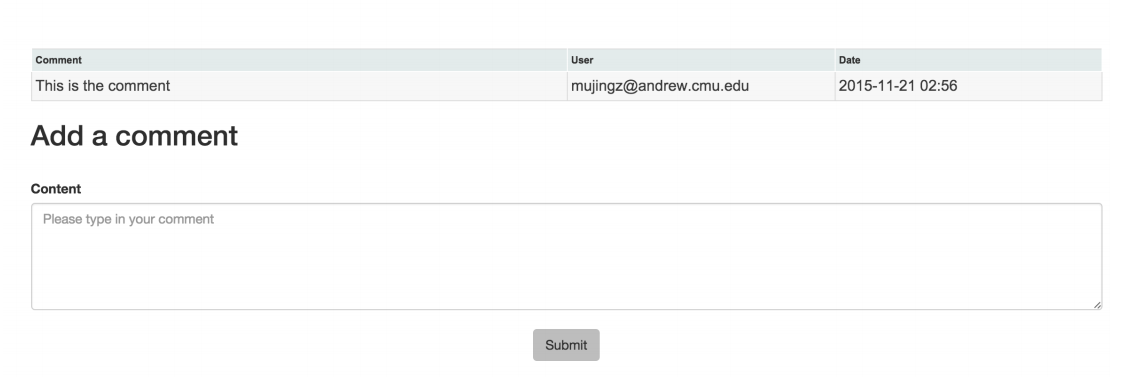 Comment User Date
This is the comment mujingz@andrew.cmu.edu 2015-11-21 02:56
Add a comment
Content
Please type in your comment
Submit